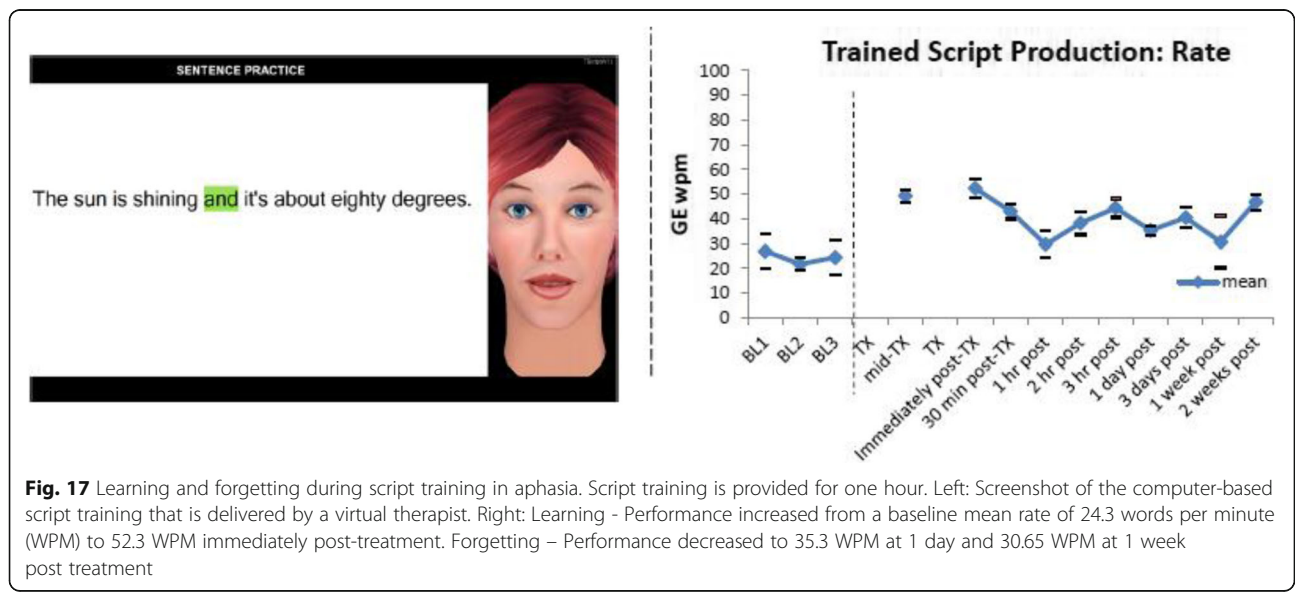 SENTENCE PRACTICE
The sun is shining and it's about eighty degrees.
Trained Script Production: Rate
GE wpm
100
90
80
70
60
50
40
30
20
10
0
mean
BL1
BL2
BL3
TX
mid-TX
TX
Immediately post-TX
30 min post-TX
1 hr post
2 hr post
3 hr post
1 day post
3 days post
1 week post
2 weeks post
Fig. 17 Learning and forgetting during script training in aphasia. Script training is provided for one hour. Left: Screenshot of the computer-based
script training that is delivered by a virtual therapist. Right: Learning - Performance increased from a baseline mean rate of 24.3 words per minute
(WPM) to 52.3 WPM immediately post-treatment. Forgetting – Performance decreased to 35.3 WPM at 1 day and 30.65 WPM at 1 week
post treatment